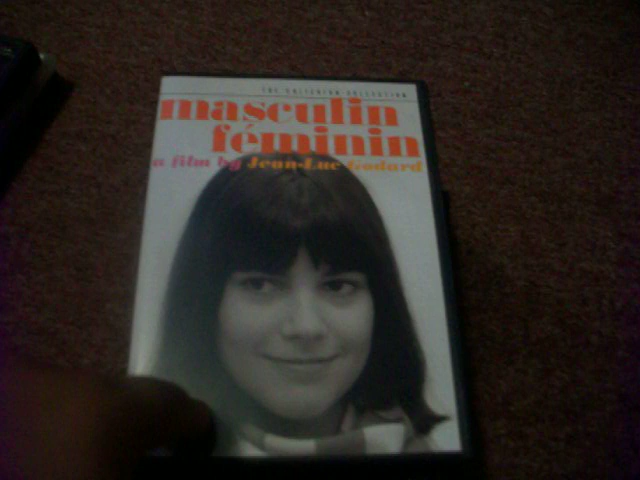 THE CRITERION COLLECTION
masculin
féminin
a film by Jean-Luc Godard